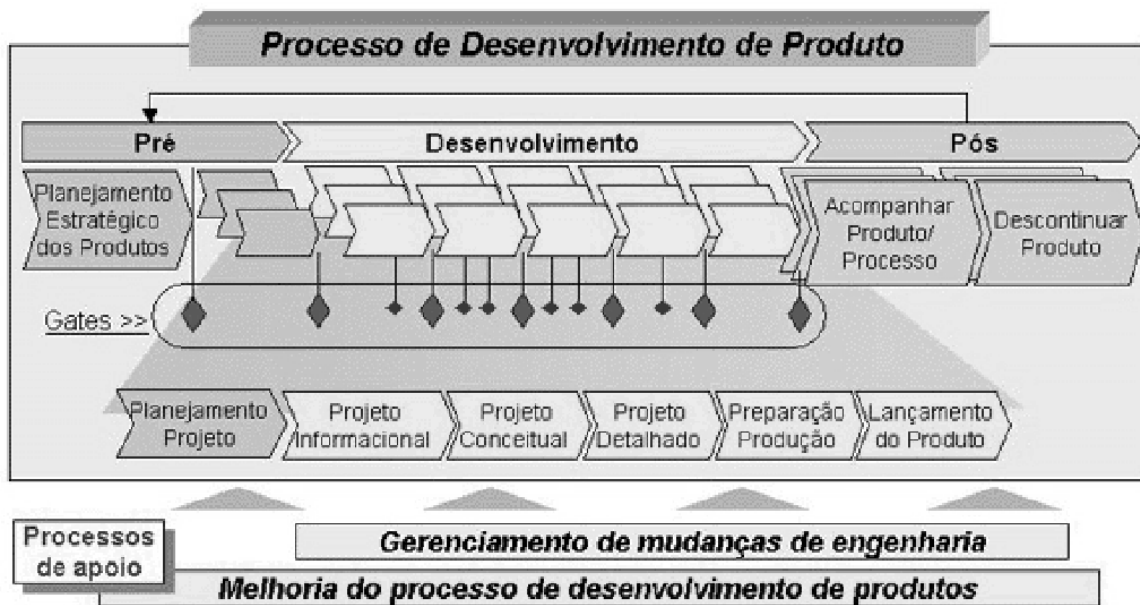 Processo de Desenvolvimento de Produto
Pré
Desenvolvimento
Pós
Planejamento
Estratégico
dos Produtos
Acompanhar
Produto/
Processo
Descontinuar
Produto
Gates >>
Planejamento
Projeto
Projeto
Informacional
Projeto
Conceitual
Projeto
Detalhado
Preparação
Produção
Lançamento
do Produto
Processos
de apoio
Gerenciamento de mudanças de engenharia
Melhoria do processo de desenvolvimento de produtos